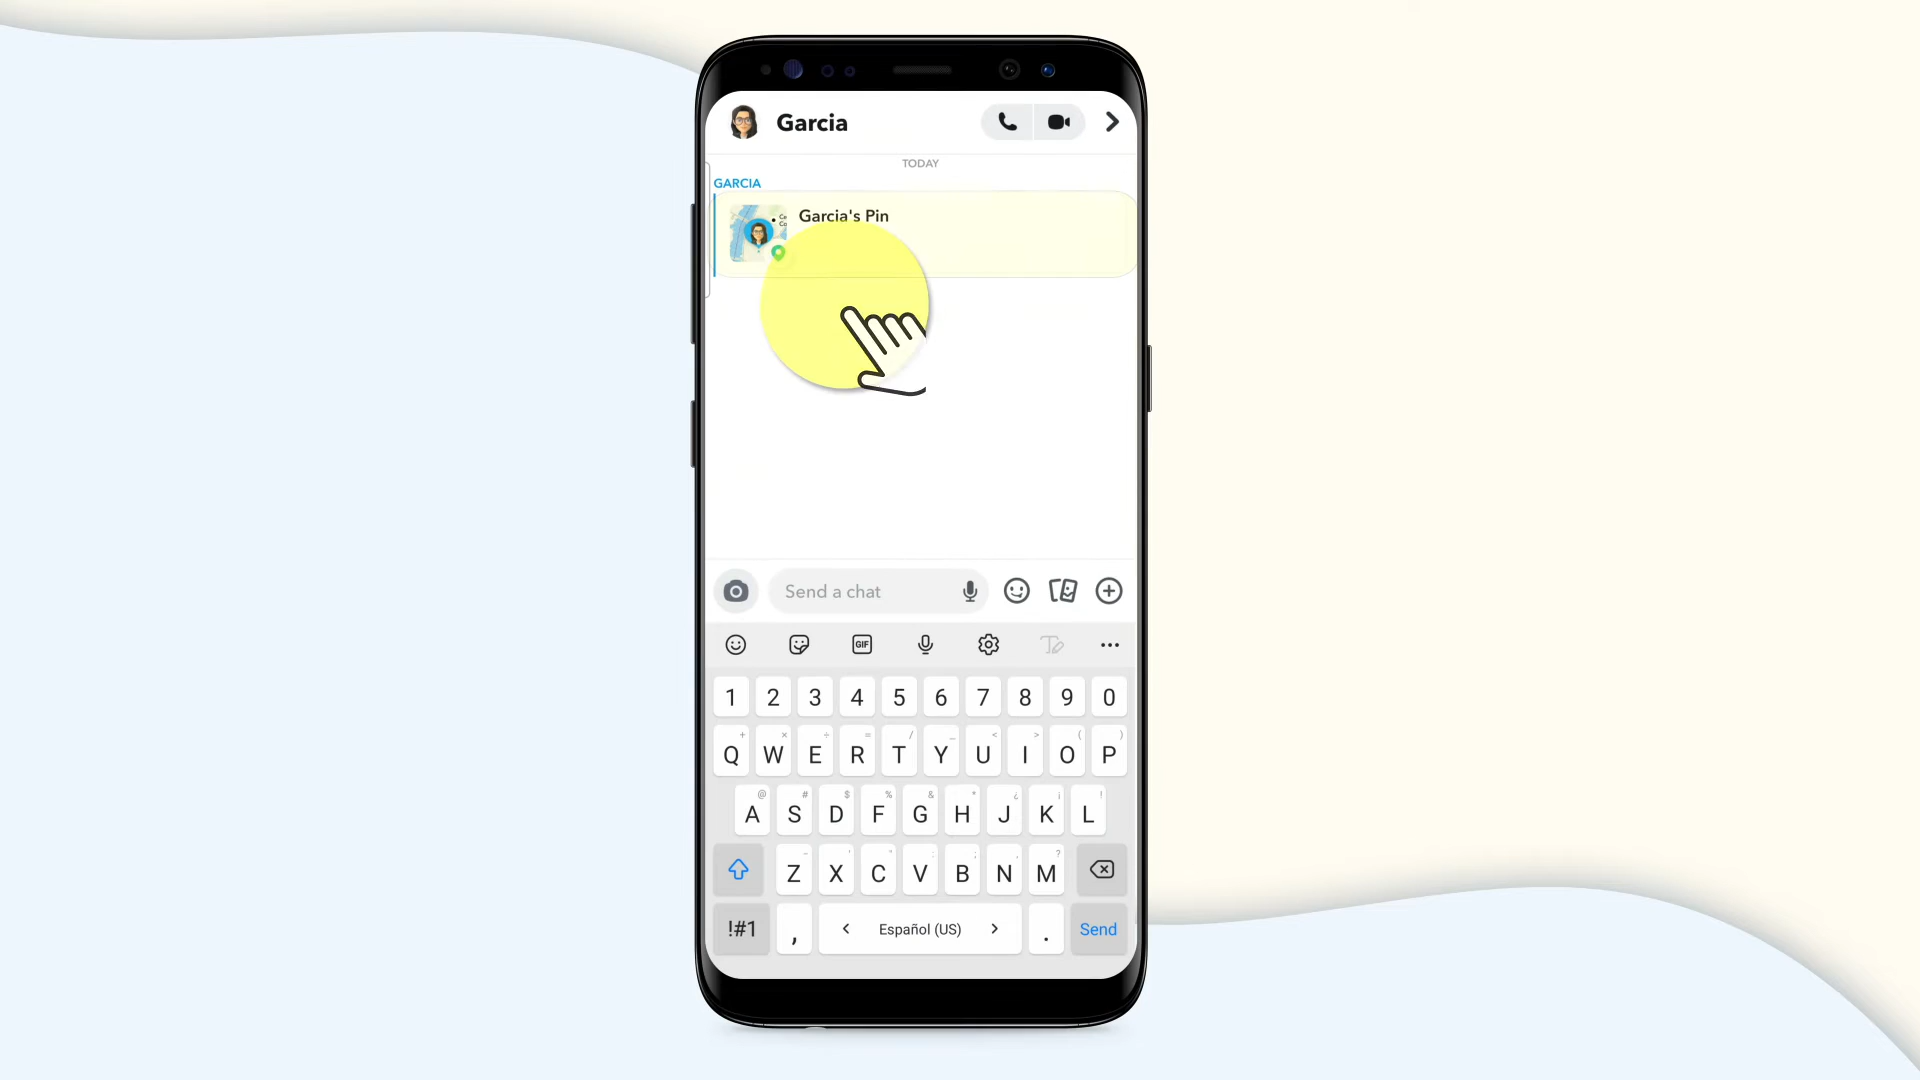 Garcia
TODAY
GARCIA
Garcia's Pin
Send a chat
GIF
1 2 3 4 5 6 7 8 9 0
Q W E R T Y U I O P
A S D F G H J K L
Z X C V B N M
!#1 , < Español (US) > . Send